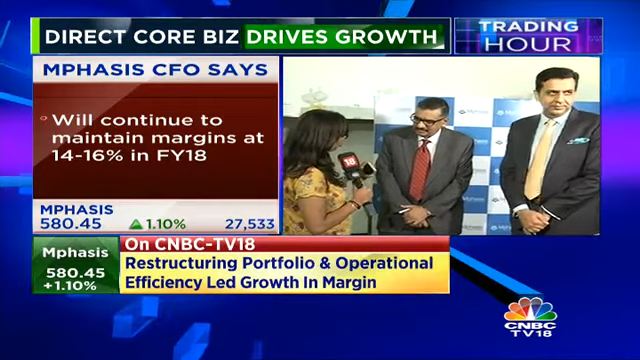 DIRECT CORE BIZ DRIVES GROWTH
TRADING
HOUR
MPHASIS CFO SAYS
Will continue to
maintain margins at
14-16% in FY18
18
Mphasis
MPHASIS
580.45 1.10% 27,533
Mphasis
580.45
+1.10%
On CNBC-TV18
Restructuring Portfolio & Operational
Efficiency Led Growth In Margin
CNBC
TV18